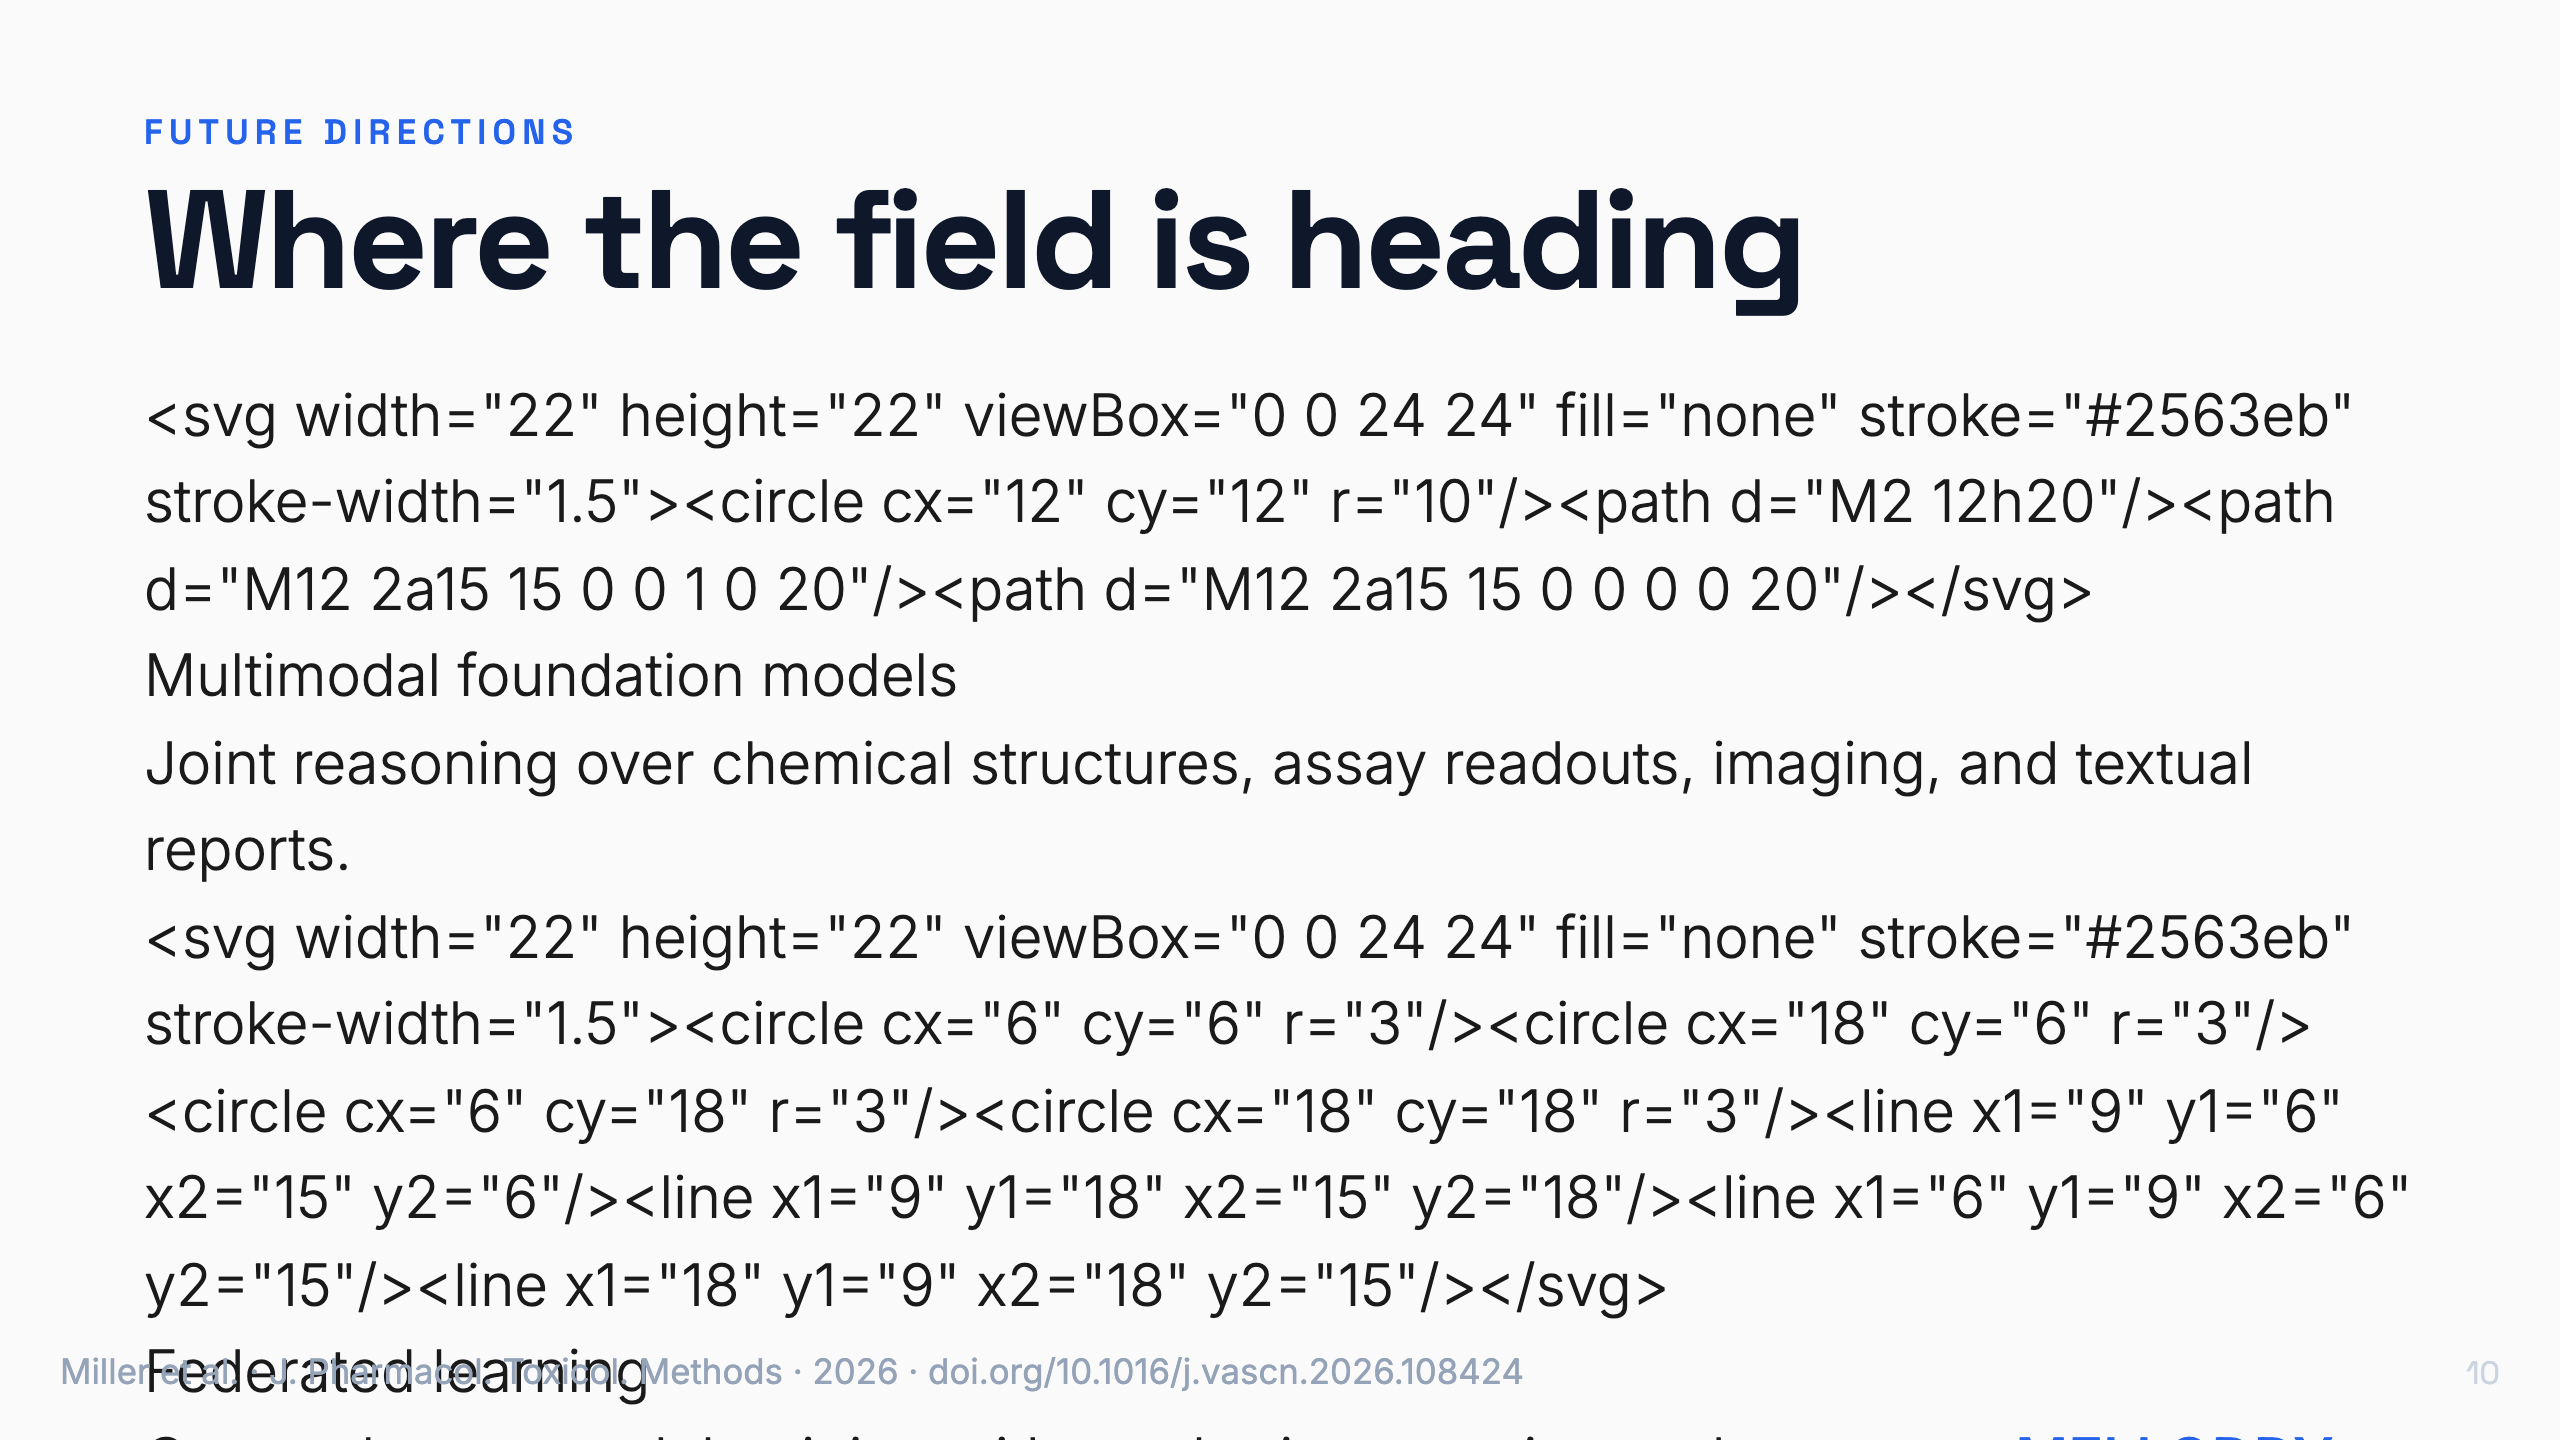 FUTURE DIRECTIONS
Where the field is heading
<svg width="22" height="22" viewBox="0 0 24 24" fill="none" stroke="#2563eb"
stroke-width="1.5"><circle cx="12" cy="12" r="10"/><path d="M2 12h20"/><path
d="M12 2a15 15 0 0 1 0 20"/><path d="M12 2a15 15 0 0 0 0 20"/></svg>
Multimodal foundation models
Joint reasoning over chemical structures, assay readouts, imaging, and textual
reports.
<svg width="22" height="22" viewBox="0 0 24 24" fill="none" stroke="#2563eb"
stroke-width="1.5"><circle cx="6" cy="6" r="3"/><circle cx="18" cy="6" r="3"/>
<circle cx="6" cy="18" r="3"/><circle cx="18" cy="18" r="3"/><line x1="9" y1="6"
x2="15" y2="6"/><line x1="9" y1="18" x2="15" y2="18"/><line x1="6" y1="9" x2="6"
y2="15"/><line x1="18" y1="9" x2="18" y2="15"/></svg>
Federated learning
Miller et al. · J. Pharmacol. Toxicol. Methods · 2026 · doi.org/10.1016/j.vascn.2026.108424
10